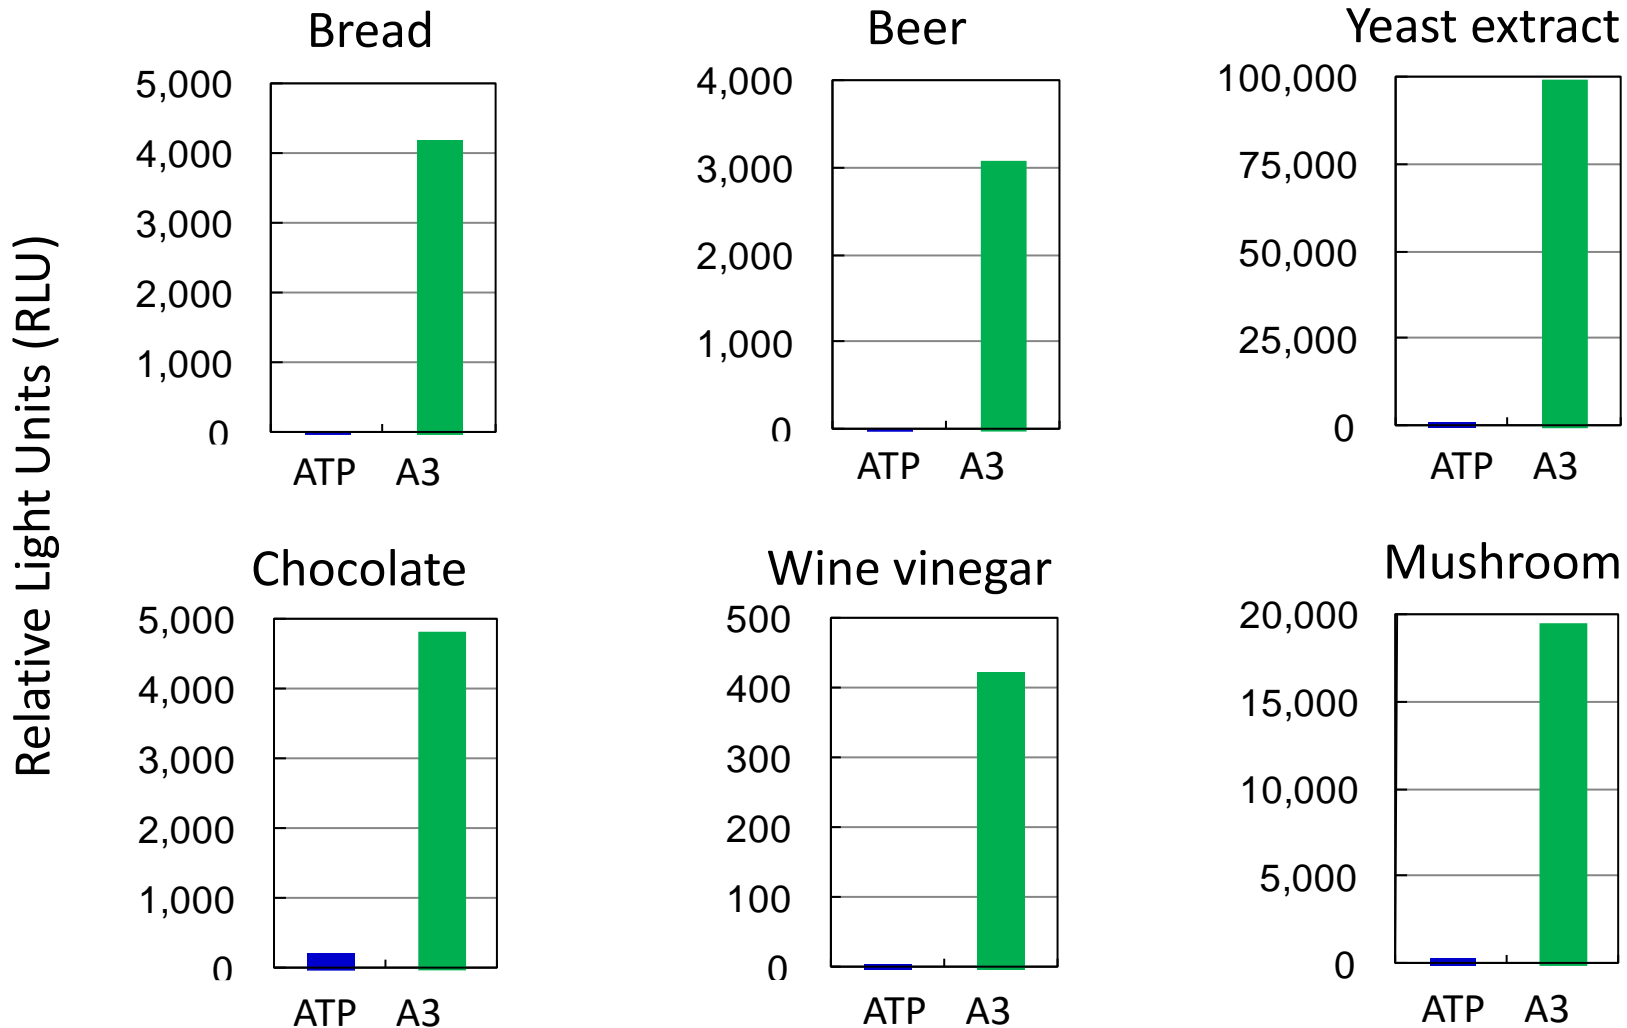 Relative Light Units (RLU)
Bread
5,000
4,000
3,000
2,000
1,000
0
ATP A3
Beer
4,000
3,000
2,000
1,000
0
ATP A3
Yeast extract
100,000
75,000
50,000
25,000
0
ATP A3
Chocolate
5,000
4,000
3,000
2,000
1,000
0
ATP A3
Wine vinegar
500
400
300
200
100
0
ATP A3
Mushroom
20,000
15,000
10,000
5,000
0
ATP A3